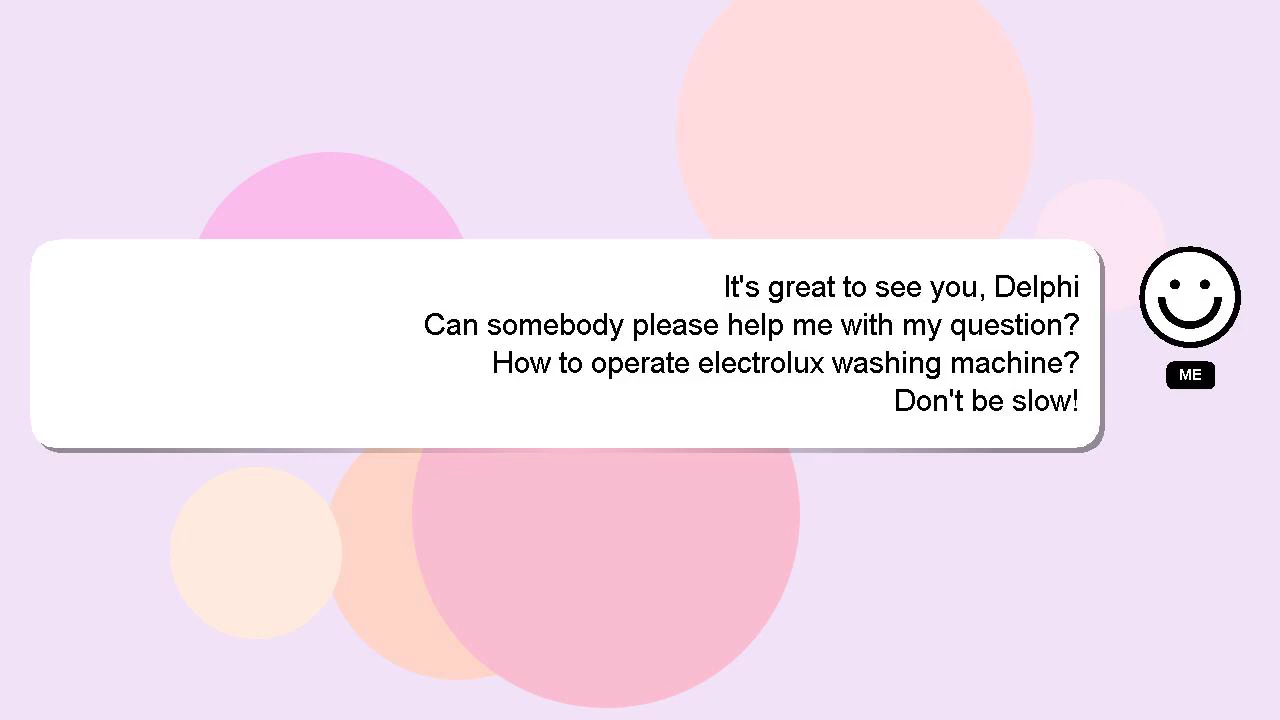 It's great to see you, Delphi
Can somebody please help me with my question?
How to operate electrolux washing machine?
Don't be slow!
ME